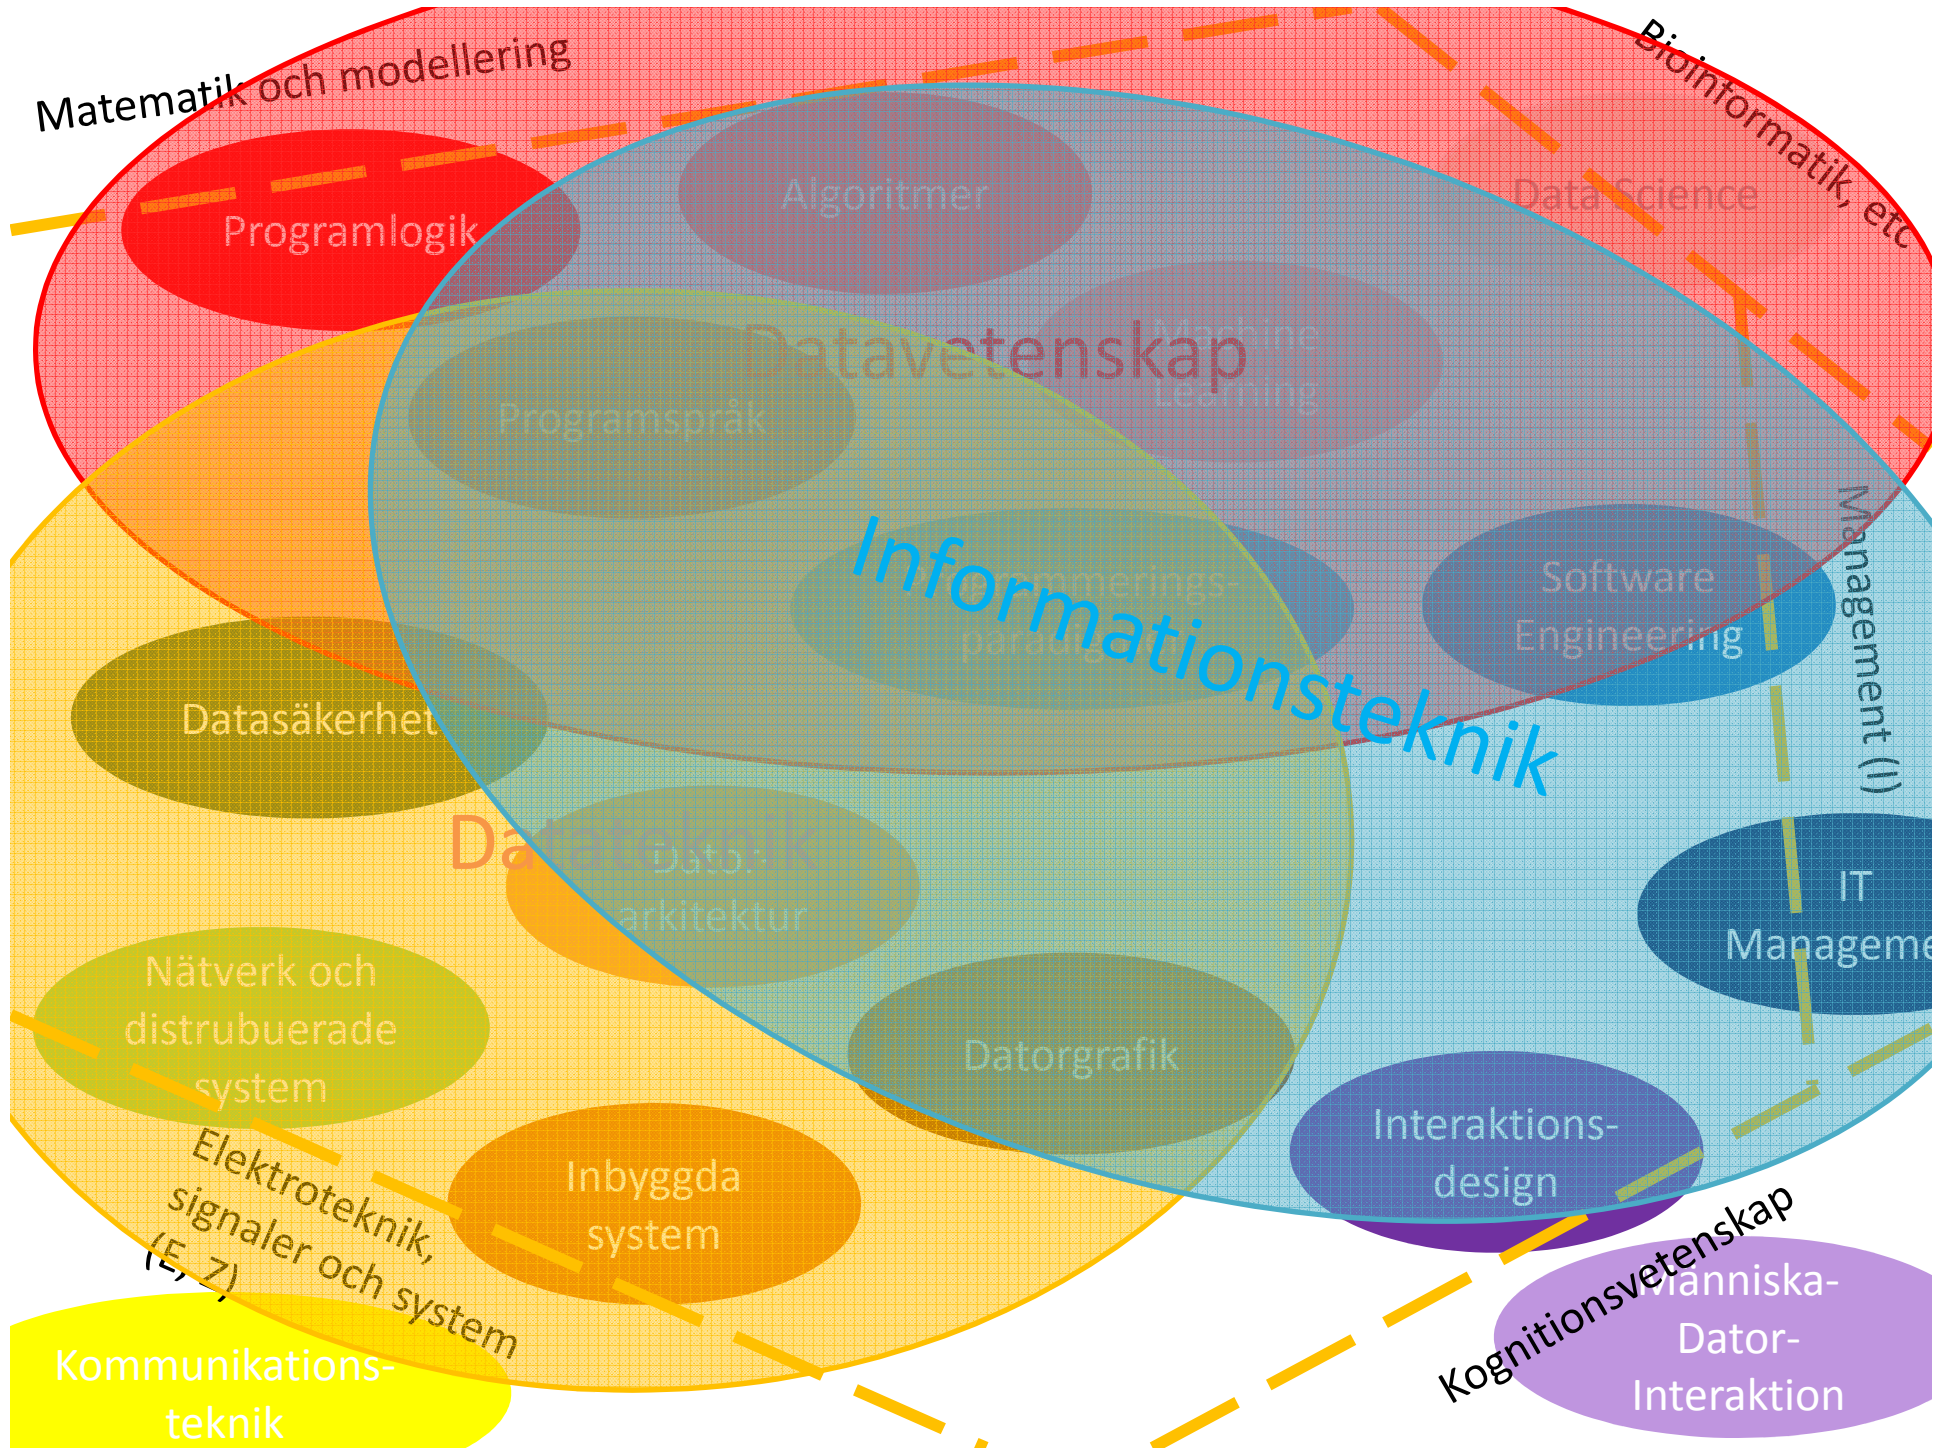 Matematik och modellering
Bioinformatik, etc
Programlogik
Algoritmer
Data Science
Datavetenskap
Machine
Learning
Programspråk
Informationsteknik
Programmerings-
Software
Engineering
Management (I)
Datasäkerhet
Datateknik
Dator-
arkitektur
IT
Manageme
Nätverk och
distrubuerade
system
Datorgrafik
Elektroteknik,
signaler och system
(E, Z)
Inbyggda
system
Interaktions-
design
Kognitionsvetenskap
Människa-
Dator-
Interaktion
Kommunikations-
teknik